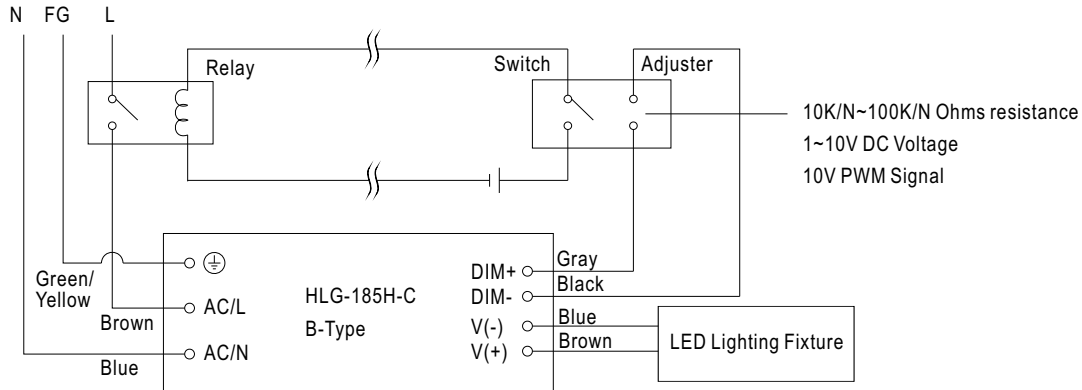 N FG L
Relay
Switch
Adjuster
10K/N~100K/N Ohms resistance
1~10V DC Voltage
10V PWM Signal
Green/
Yellow
Brown
Blue
AC/L
AC/N
HLG-185H-C
B-Type
DIM+
DIM-
V(-)
V(+)
Gray
Black
Blue
Brown
LED Lighting Fixture